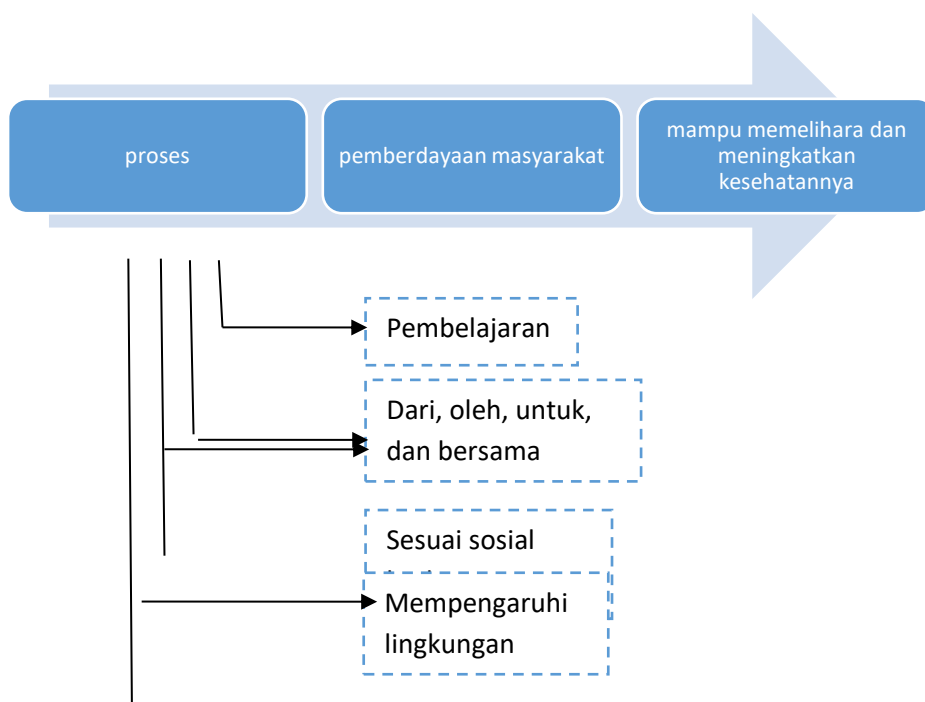 proses
pemberdayaan masyarakat
mampu memelihara dan
meningkatkan
kesehatannya
Pembelajaran
Dari, oleh, untuk,
dan bersama
Sesuai sosial
Mempengaruhi
lingkungan